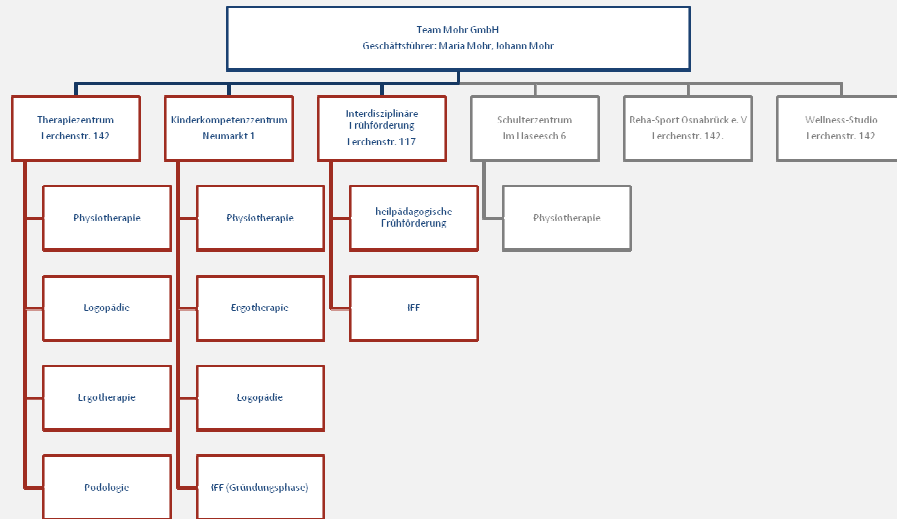 Team Mohr GmbH
Geschäftsführer: Maria Mohr, Johann Mohr
Therapiezentrum
Lerchenstr. 142
Kinderkompetenzzentrum
Neumarkt 1
Interdisziplinäre
Frühförderung
Lerchenstr. 117
Schulterzentrum
Im Haseesch 6
Reha-Sport Osnabrück e. V
Lerchenstr. 142.
Wellness-Studio
Lerchenstr. 142
Physiotherapie
Physiotherapie
heilpädagogische
Frühförderung
Physiotherapie
Logopädie
Ergotherapie
IFF
Ergotherapie
Logopädie
Podologie
IFF (Gründungsphase)